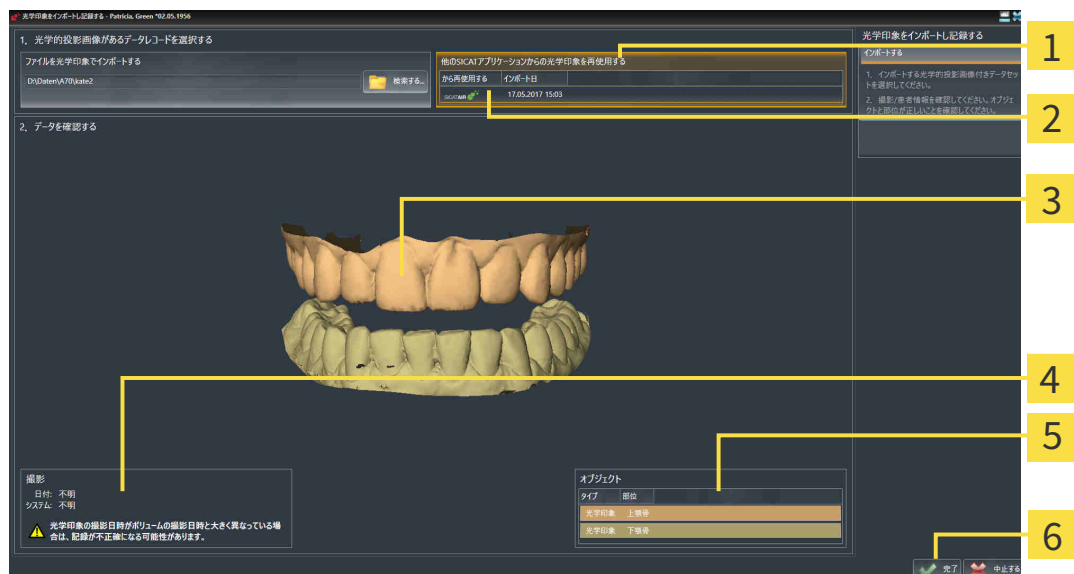 光学印象をインポートし記録する - Patricia, Green *02.05.1956
1. 光学的投影画像があるデータレコードを選択する
ファイルを光学印象でインポートする
D:\Daten\A70\kate2
検索する...
他のSICATアプリケーションからの光学印象を再使用する
から再使用する インポート日
SICAT AIR 17.05.2017 15:03
光学印象をインポートし記録する
インポートする
1. インポートする光学的投影画像付きデータセッ
トを選択してください。
2. 撮影/患者情報を確認してください。オブジェ
クトと部位が正しいことを確認してください。
2. データを確認する
撮影
日付: 不明
システム: 不明
光学印象の撮影日時がボリュームの撮影日時と大きく異なっている場
合は、記録が不正確になる可能性があります。
オブジェクト
タイプ 部位
光学印象 上顎骨
光学印象 下顎骨
完了
中止する
1
2
3
4
5
6